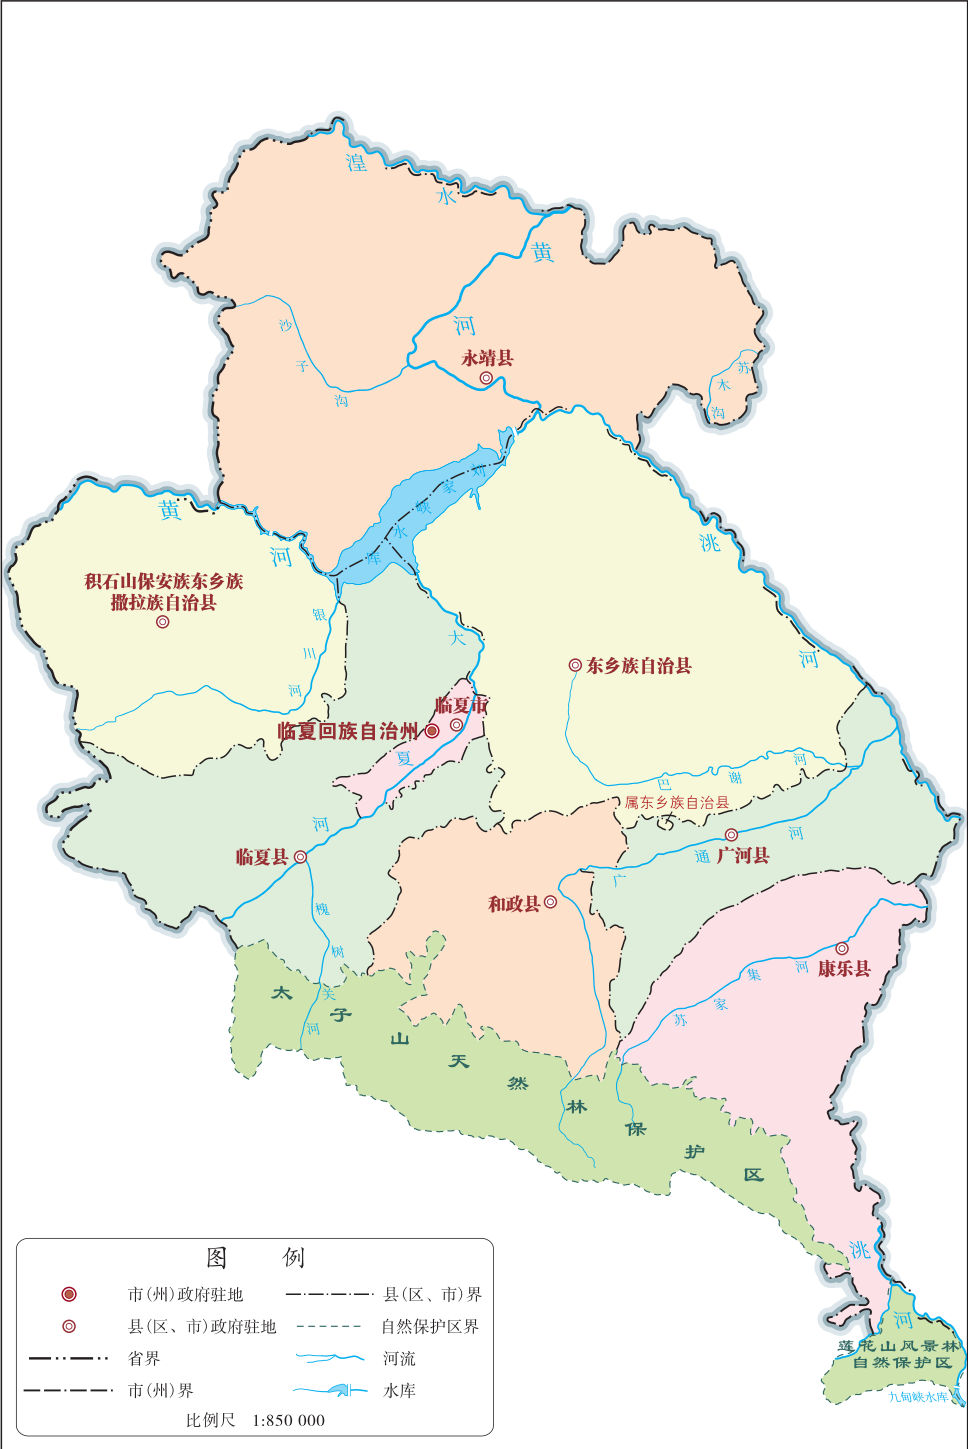 湟水
黄河
沙子沟
永靖县
苏木沟
刘家峡水库
黄河
洮河
积石山保安族东乡族
撒拉族自治县
银川河
大夏河
东乡族自治县
临夏市
临夏回族自治州
巴谢河
属东乡族自治县
临夏县
广通河
广河县
和政县
槐树关河
康乐县
苏家集河
太子山天然林保护区
洮河
莲花山风景林
自然保护区
九甸峡水库
图 例
市(州)政府驻地
县(区、市)界
县(区、市)政府驻地
自然保护区界
省界
河流
市(州)界
水库
比例尺 1:850 000